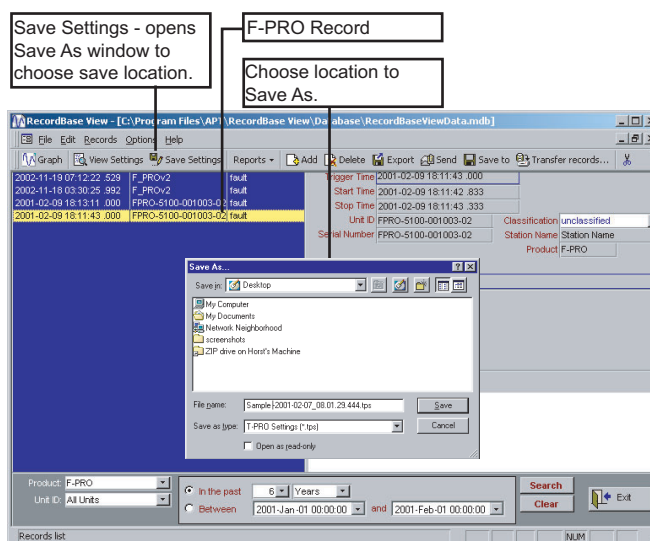 Save Settings - opens
Save As window to
choose save location.
F-PRO Record
Choose location to
Save As.
RecordBase View - [C:\Program Files\APT\RecordBase View\Database\RecordBaseViewData.mdb]
File Edit Records Options Help
Graph View Settings Save Settings Reports Add Delete Export Send Save to Transfer records...
2002-11-19 07:12:22 .529 F_PROv2 fault
2002-11-18 03:30:25 .992 F_PROv2 fault
2001-02-09 18:13:11 .000 FPRO-5100-001003-02 fault
2001-02-09 18:11:43 .000 FPRO-5100-001003-02 fault
Trigger Time 2001-02-09 18:11:43 .000
Start Time 2001-02-09 18:11:42 .833
Stop Time 2001-02-09 18:11:43 .333
Unit ID FPRO-5100-001003-02 Classification unclassified
Serial Number FPRO-5100-001003-02 Station Name Station Name
Product F-PRO
Save As...
Save in: Desktop
My Computer
My Documents
Network Neighborhood
screenshots
ZIP drive on Horst's Machine
File name: Sample-2001-02-07_08.01.29.444.tps Save
Save as type: T-PRO Settings (*.tps) Cancel
Open as read-only
Product: F-PRO
Unit ID: All Units
In the past 6 Years
Between 2001-Jan-01 00:00:00 and 2001-Feb-01 00:00:00
Search
Clear
Exit
Records list NUM